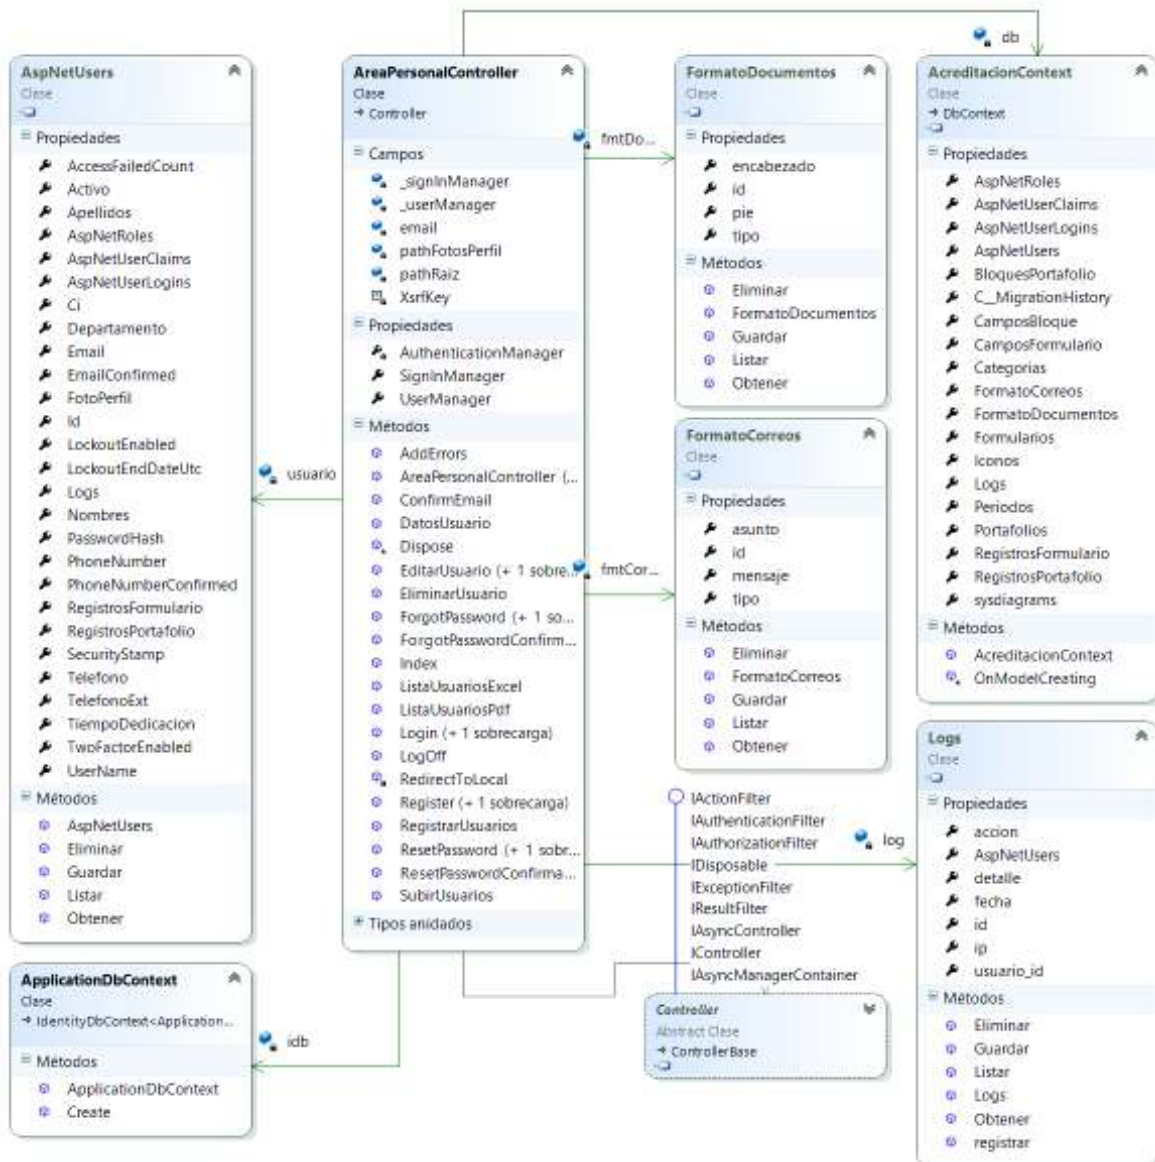 db
AspNetUsers
Clase
Propiedades
AccessFailedCount
Activo
Apellidos
AspNetRoles
AspNetUserClaims
AspNetUserLogins
Ci
Departamento
Email
EmailConfirmed
FotoPerfil
Id
LockoutEnabled
LockoutEndDateUtc
Logs
Nombres
PasswordHash
PhoneNumber
PhoneNumberConfirmed
RegistrosFormulario
RegistrosPortafolio
SecurityStamp
Telefono
TelefonoExt
TiempoDedicacion
TwoFactorEnabled
UserName
Métodos
AspNetUsers
Eliminar
Guardar
Listar
Obtener
usuario
AreaPersonalController
Clase
→ Controller
Campos
_signInManager
_userManager
email
pathFotosPerfil
pathRaiz
XsrfKey
Propiedades
AuthenticationManager
SignInManager
UserManager
Métodos
AddErrors
AreaPersonalController (...
ConfirmEmail
DatosUsuario
Dispose
EditarUsuario (+ 1 sobre...
EliminarUsuario
ForgotPassword (+ 1 so...
ForgotPasswordConfirm...
Index
ListaUsuariosExcel
ListaUsuariosPdf
Login (+ 1 sobrecarga)
LogOff
RedirectToLocal
Register (+ 1 sobrecarga)
RegistrarUsuarios
ResetPassword (+ 1 sobr...
ResetPasswordConfirma...
SubirUsuarios
Tipos anidados
fmtDo...
FormatoDocumentos
Clase
Propiedades
encabezado
id
pie
tipo
Métodos
Eliminar
FormatoDocumentos
Guardar
Listar
Obtener
fmtCor...
FormatoCorreos
Clase
Propiedades
asunto
id
mensaje
tipo
Métodos
Eliminar
FormatoCorreos
Guardar
Listar
Obtener
AcreditacionContext
Clase
→ DbContext
Propiedades
AspNetRoles
AspNetUserClaims
AspNetUserLogins
AspNetUsers
BloquesPortafolio
C__MigrationHistory
CamposBloque
CamposFormulario
Categorias
FormatoCorreos
FormatoDocumentos
Formularios
Iconos
Logs
Periodos
Portafolios
RegistrosFormulario
RegistrosPortafolio
sysdiagrams
Métodos
AcreditacionContext
OnModelCreating
IActionFilter
IAuthenticationFilter
IAuthorizationFilter
IDisposable
IExceptionFilter
IResultFilter
IAsyncController
IController
IAsyncManagerContainer
log
Logs
Clase
Propiedades
accion
AspNetUsers
detalle
fecha
id
ip
usuario_id
Métodos
Eliminar
Guardar
Listar
Logs
Obtener
registrar
ApplicationDbContext
Clase
→ IdentityDbContext<Application...
Métodos
ApplicationDbContext
Create
idb
Controller
Abstract Clase
→ ControllerBase